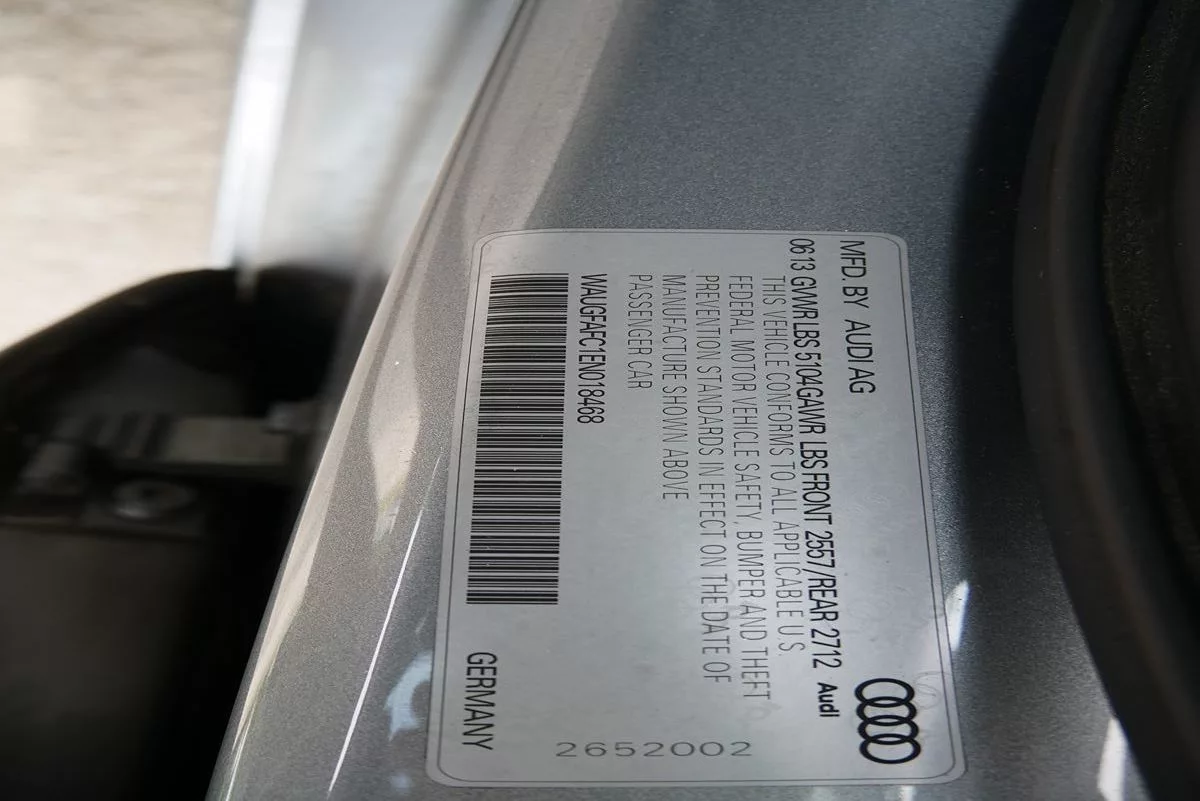 MFD. BY AUDI AG
0613 GVWR LBS 5104 GAWR LBS FRONT 2557/REAR 2712
THIS VEHICLE CONFORMS TO ALL APPLICABLE U.S.
FEDERAL MOTOR VEHICLE SAFETY, BUMPER AND THEFT
PREVENTION STANDARDS IN EFFECT ON THE DATE OF
MANUFACTURE SHOWN ABOVE
PASSENGER CAR
WAUGFAFC1EN018468
Audi
GERMANY
2652002